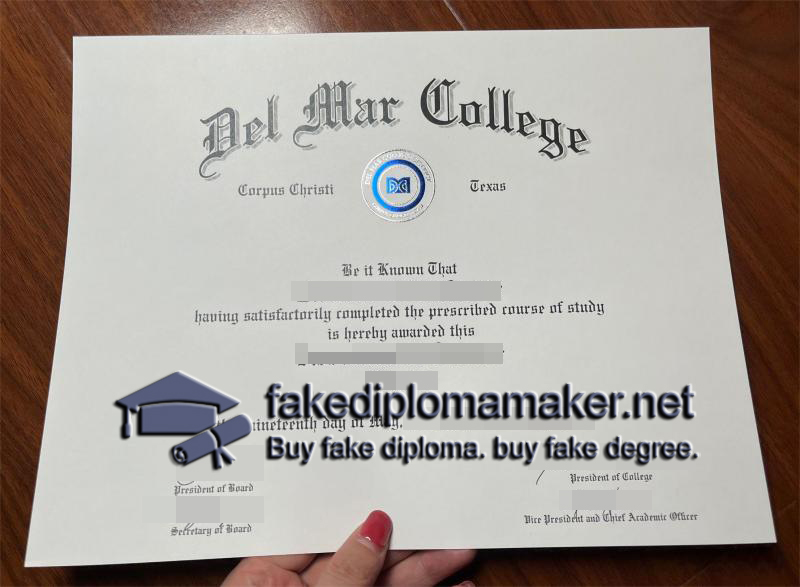 Del Mar College
Corpus Christi Texas
Be it Known That
having satisfactorily completed the prescribed course of study
is hereby awarded this
fakediplomamaker.net
nineteenth day of May,
Buy fake diploma. buy fake degree.
President of Board
President of College
Secretary of Board
Vice President and Chief Academic Officer